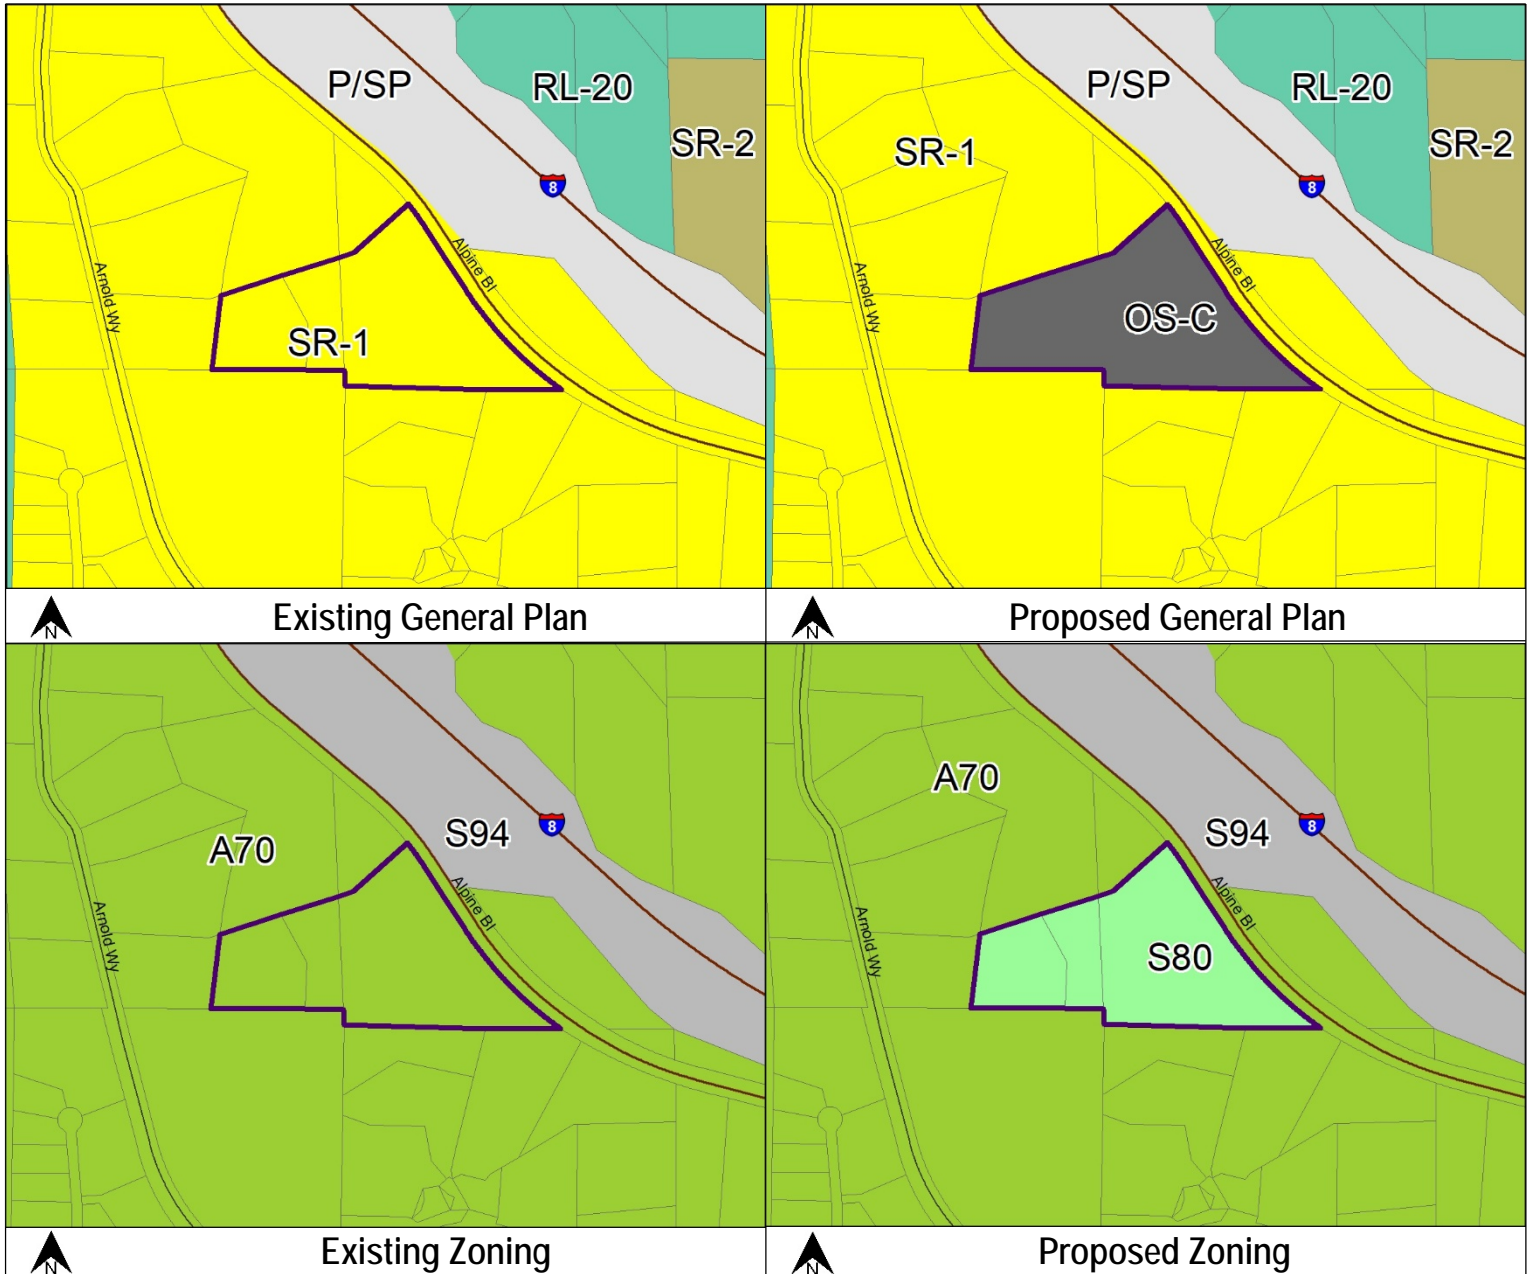 P/SP
RL-20
SR-2
8
Alpine Bl
Arnold Wy
SR-1
N
Existing General Plan
P/SP
RL-20
SR-1
SR-2
8
Alpine Bl
Arnold Wy
OS-C
N
Proposed General Plan
S94
8
A70
Alpine Bl
Arnold Wy
N
Existing Zoning
A70
S94
8
Alpine Bl
Arnold Wy
S80
N
Proposed Zoning